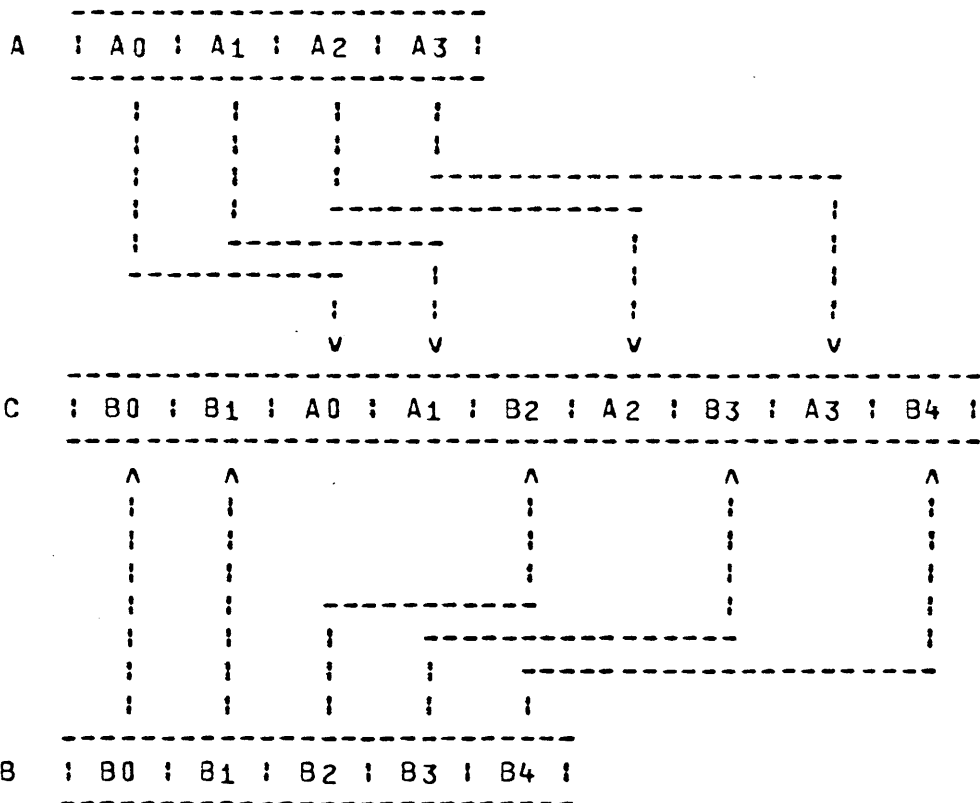 A ¦ A0 ¦ A1 ¦ A2 ¦ A3 ¦
C ¦ B0 ¦ B1 ¦ A0 ¦ A1 ¦ B2 ¦ A2 ¦ B3 ¦ A3 ¦ B4 ¦
B ¦ B0 ¦ B1 ¦ B2 ¦ B3 ¦ B4 ¦